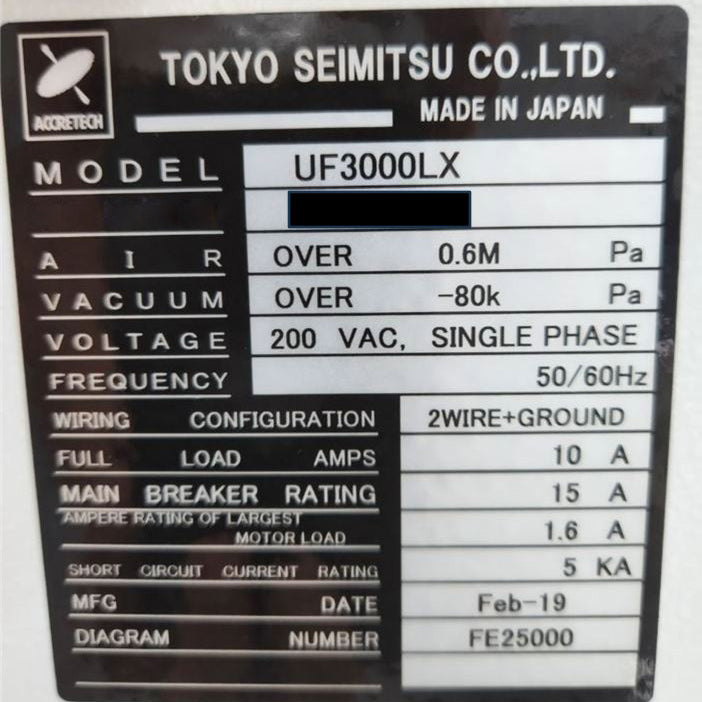 TOKYO SEIMITSU CO.,LTD.
ACCRETECH
MADE IN JAPAN
MODEL UF3000LX
AIR OVER 0.6M Pa
VACUUM OVER -80k Pa
VOLTAGE 200 VAC, SINGLE PHASE
FREQUENCY 50/60Hz
WIRING CONFIGURATION 2WIRE+GROUND
FULL LOAD AMPS 10 A
MAIN BREAKER RATING 15 A
AMPERE RATING OF LARGEST
MOTOR LOAD 1.6 A
SHORT CIRCUIT CURRENT RATING 5 KA
MFG DATE Feb-19
DIAGRAM NUMBER FE25000